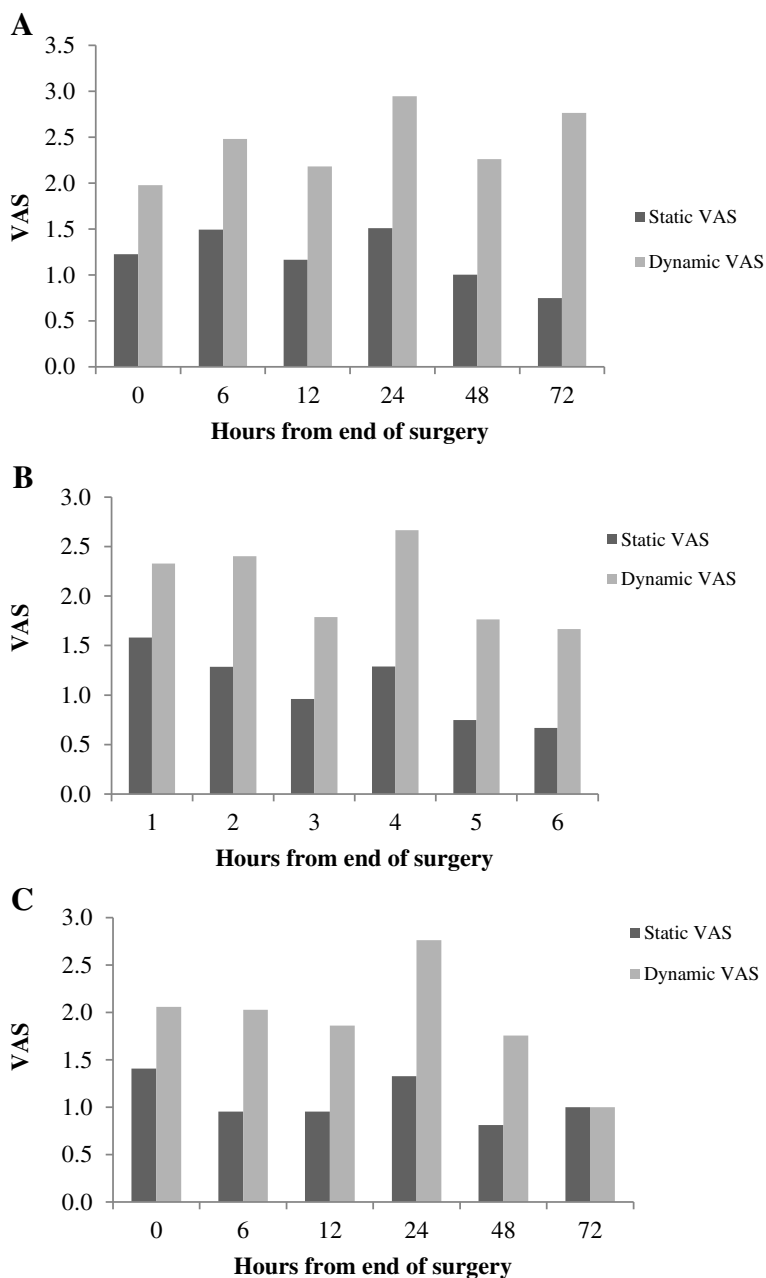 A
3.5
3.0
2.5
2.0
1.5
1.0
0.5
0.0
VAS
Static VAS
Dynamic VAS
0 6 12 24 48 72
Hours from end of surgery
B
3.0
2.5
2.0
1.5
1.0
0.5
0.0
VAS
Static VAS
Dynamic VAS
1 2 3 4 5 6
Hours from end of surgery
C
3.0
2.5
2.0
1.5
1.0
0.5
0.0
VAS
Static VAS
Dynamic VAS
0 6 12 24 48 72
Hours from end of surgery